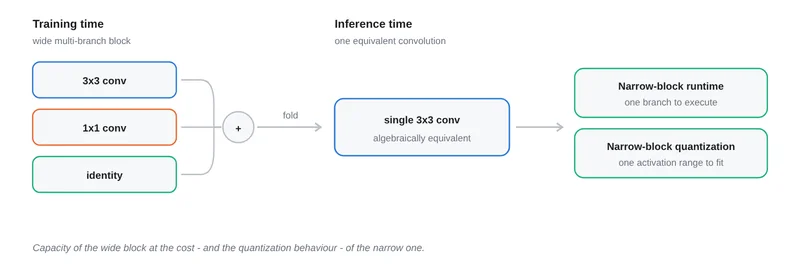 Training time
wide multi-branch block
3x3 conv
1x1 conv
identity
+
fold
Inference time
one equivalent convolution
single 3x3 conv
algebraically equivalent
Narrow-block runtime
one branch to execute
Narrow-block quantization
one activation range to fit
Capacity of the wide block at the cost - and the quantization behaviour - of the narrow one.